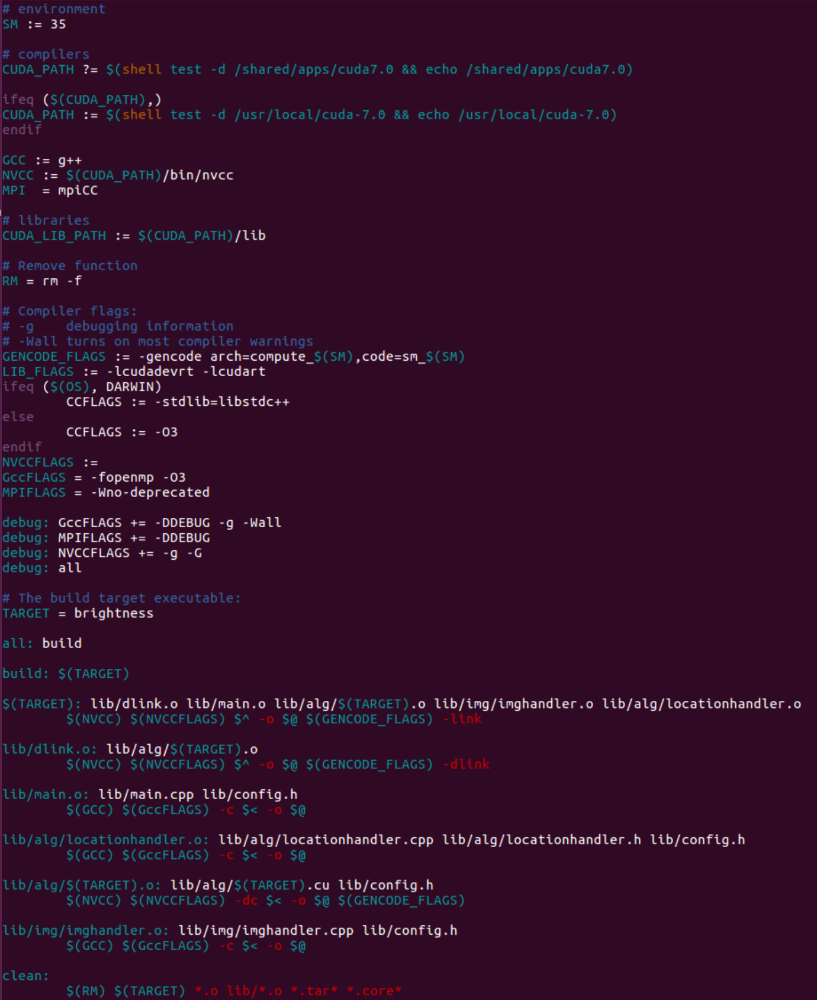 # environment
SM := 35
# compilers
CUDA_PATH ?= $(shell test -d /shared/apps/cuda7.0 && echo /shared/apps/cuda7.0)
ifeq ($(CUDA_PATH),)
CUDA_PATH := $(shell test -d /usr/local/cuda-7.0 && echo /usr/local/cuda-7.0)
endif
GCC := g++
NVCC := $(CUDA_PATH)/bin/nvcc
MPI  = mpiCC
# libraries
CUDA_LIB_PATH := $(CUDA_PATH)/lib
# Remove function
RM = rm -f
# Compiler flags:
# -g    debugging information
# -Wall turns on most compiler warnings
GENCODE_FLAGS := -gencode arch=compute_$(SM),code=sm_$(SM)
LIB_FLAGS := -lcudadevrt -lcudart
ifeq ($(OS), DARWIN)
        CCFLAGS := -stdlib=libstdc++
else
        CCFLAGS := -O3
endif
NVCCFLAGS :=
GccFLAGS = -fopenmp -O3
MPIFLAGS = -Wno-deprecated
debug: GccFLAGS += -DDEBUG -g -Wall
debug: MPIFLAGS += -DDEBUG
debug: NVCCFLAGS += -g -G
debug: all
# The build target executable:
TARGET = brightness
all: build
build: $(TARGET)
$(TARGET): lib/dlink.o lib/main.o lib/alg/$(TARGET).o lib/img/imghandler.o lib/alg/locationhandler.o
        $(NVCC) $(NVCCFLAGS) $^ -o $@ $(GENCODE_FLAGS) -link
lib/dlink.o: lib/alg/$(TARGET).o
        $(NVCC) $(NVCCFLAGS) $^ -o $@ $(GENCODE_FLAGS) -dlink
lib/main.o: lib/main.cpp lib/config.h
        $(GCC) $(GccFLAGS) -c $< -o $@
lib/alg/locationhandler.o: lib/alg/locationhandler.cpp lib/alg/locationhandler.h lib/config.h
        $(GCC) $(GccFLAGS) -c $< -o $@
lib/alg/$(TARGET).o: lib/alg/$(TARGET).cu lib/config.h
        $(NVCC) $(NVCCFLAGS) -dc $< -o $@ $(GENCODE_FLAGS)
lib/img/imghandler.o: lib/img/imghandler.cpp lib/config.h
        $(GCC) $(GccFLAGS) -c $< -o $@
clean:
        $(RM) $(TARGET) *.o lib/*.o *.tar* *.core*